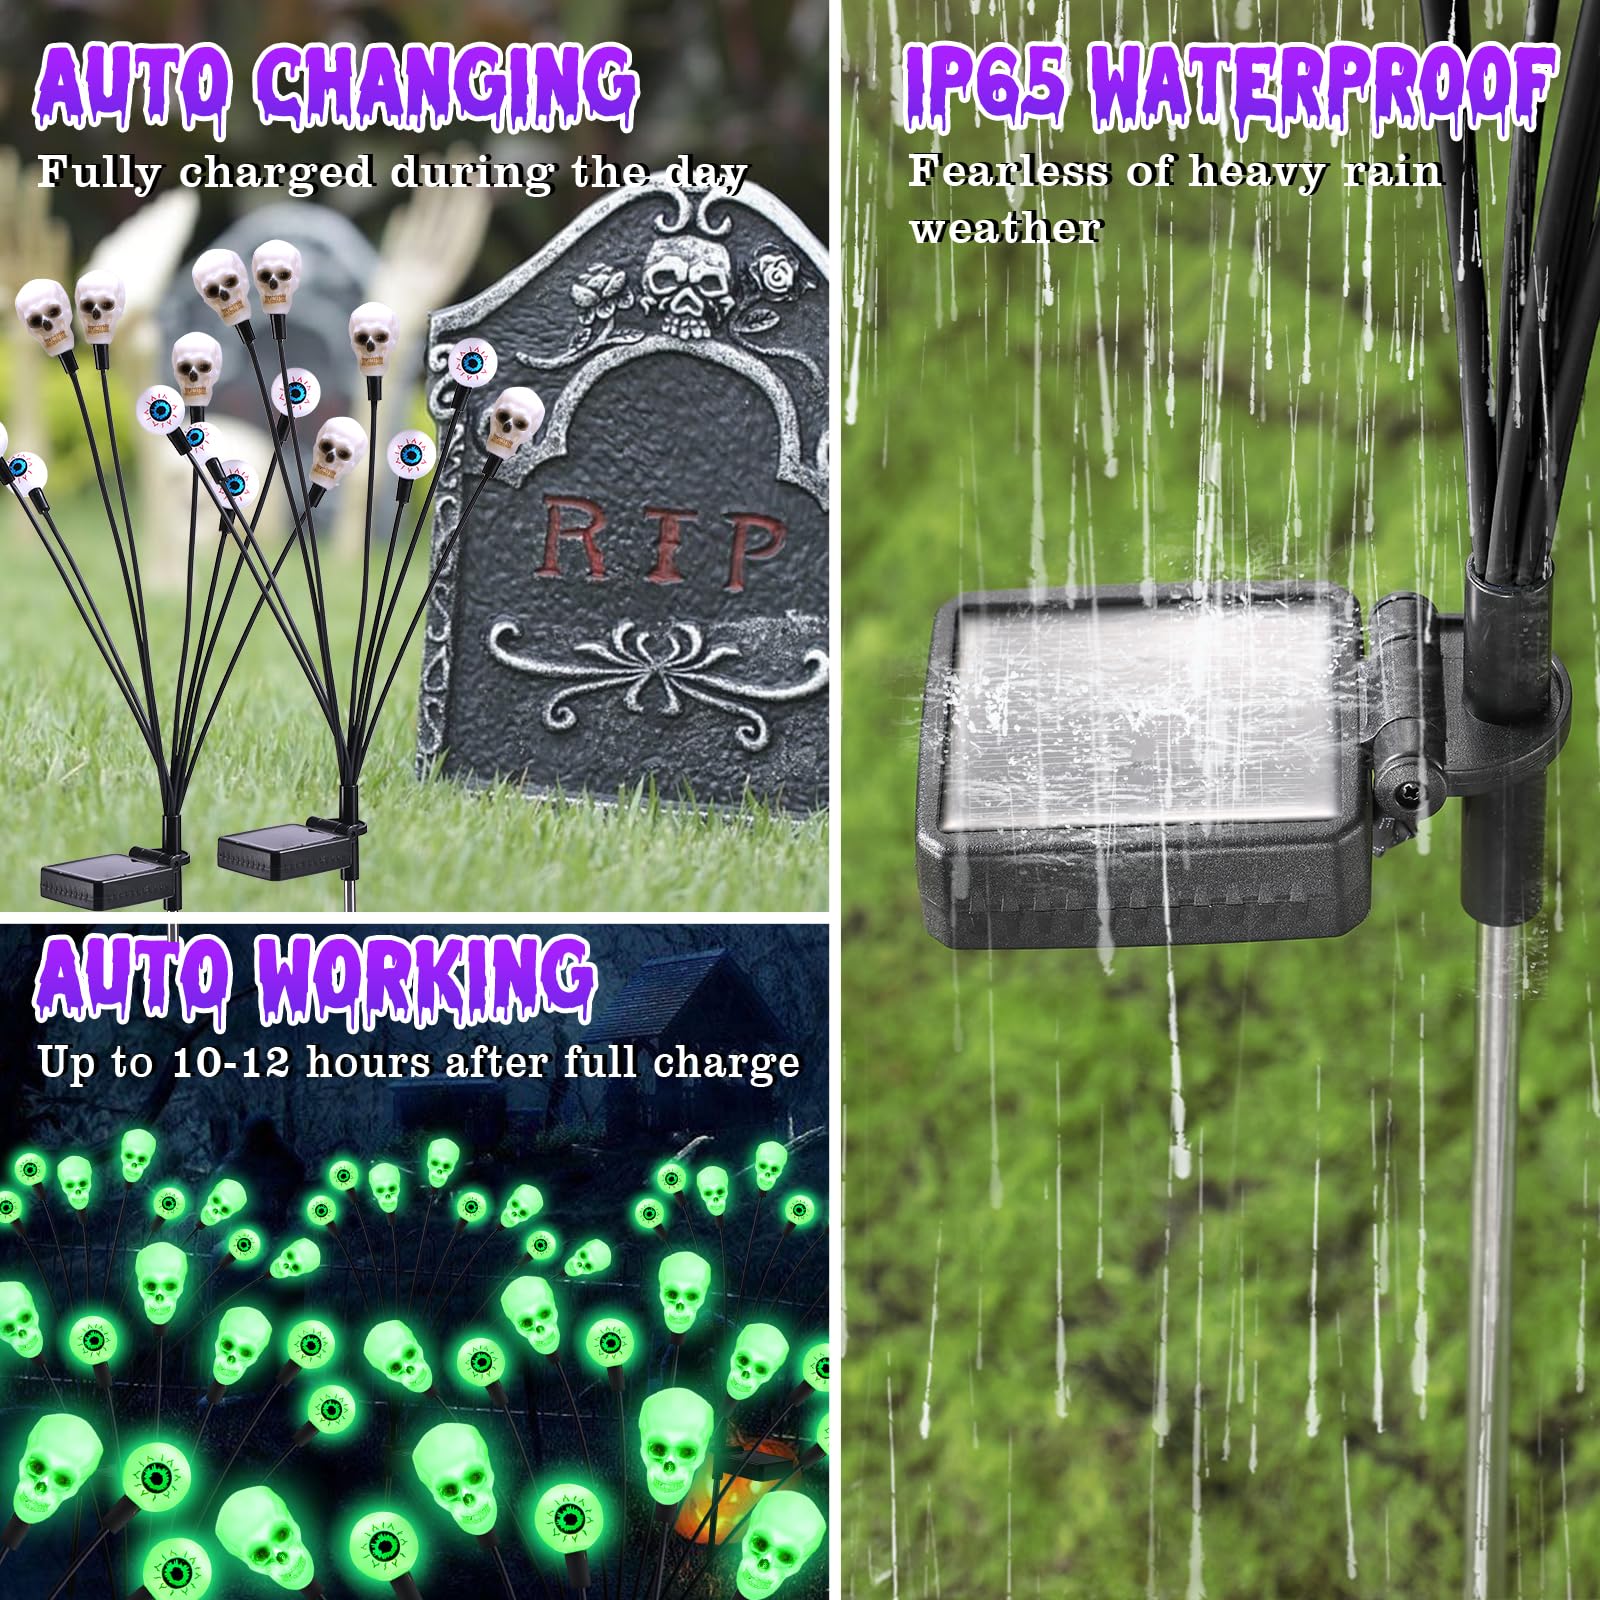 AUTO CHANGING
Fully charged during the day
RIP
AUTO WORKING
Up to 10-12 hours after full charge
IP65 WATERPROOF
Fearless of heavy rain
weather